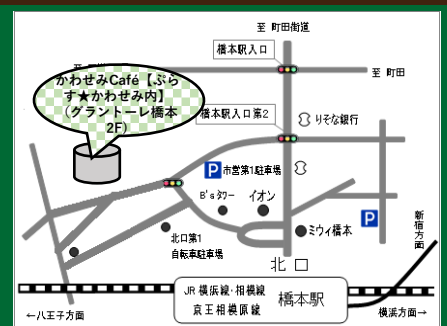 至 町田街道
橋本駅入口
至 町田
かわせみCafé【ぷら
す★かわせみ内】
(グラントーレ橋本
2F)
橋本駅入口第2
りそな銀行
P 市営第1駐車場
B'sタワー
イオン
P
ミウィ橋本
新宿方面
北口第1
自転車駐車場
北 口
JR 横浜線・相模線
京王相模原線
橋本駅
←八王子方面
横浜方面→